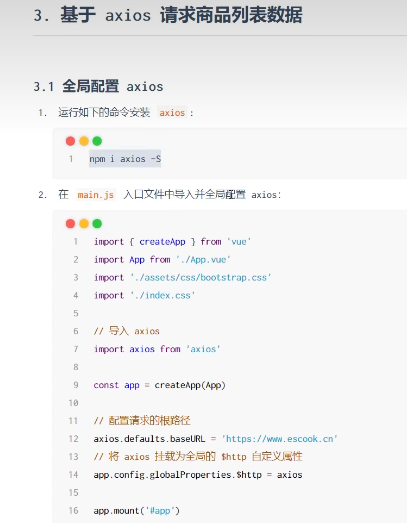 3. 基于 axios 请求商品列表数据
3.1 全局配置 axios
1. 运行如下的命令安装 axios :
1 npm i axios -S
2. 在 main.js 入口文件中导入并全局配置 axios:
1 import { createApp } from 'vue'
2 import App from './App.vue'
3 import './assets/css/bootstrap.css'
4 import './index.css'
5
6 // 导入 axios
7 import axios from 'axios'
8
9 const app = createApp(App)
10
11 // 配置请求的根路径
12 axios.defaults.baseURL = 'https://www.escook.cn'
13 // 将 axios 挂载为全局的 $http 自定义属性
14 app.config.globalProperties.$http = axios
15
16 app.mount('#app')